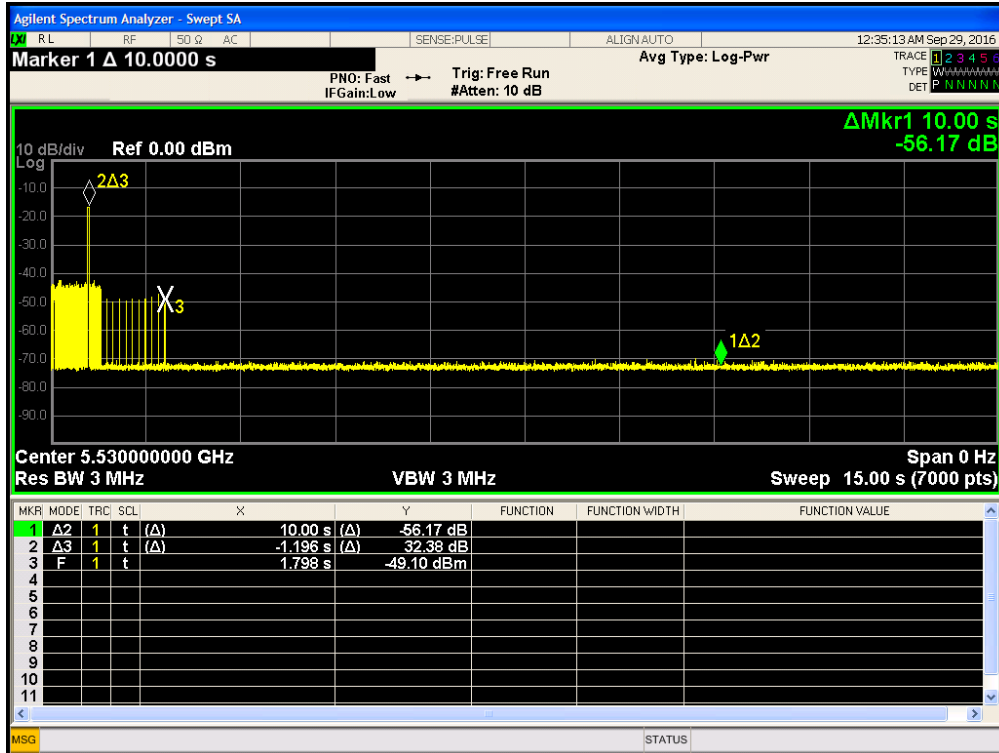 Agilent Spectrum Analyzer - Swept SA
LXI RL RF 50 Ω AC SENSE:PULSE ALIGN AUTO 12:35:13 AM Sep 29, 2016
Marker 1 Δ 10.0000 s
PNO: Fast Trig: Free Run Avg Type: Log-Pwr TRACE 1 2 3 4 5 6
IFGain:Low #Atten: 10 dB TYPE W
DET P N N N N N
ΔMkr1 10.00 s
-56.17 dB
10 dB/div Ref 0.00 dBm
Log
-10.0
2Δ3
-20.0
-30.0
-40.0
-50.0
X3
-60.0
1Δ2
-70.0
-80.0
-90.0
Center 5.530000000 GHz Span 0 Hz
Res BW 3 MHz VBW 3 MHz Sweep 15.00 s (7000 pts)
MKR MODE TRC SCL X Y FUNCTION FUNCTION WIDTH FUNCTION VALUE
1 Δ2 1 t (Δ) 10.00 s (Δ) -56.17 dB
2 Δ3 1 t (Δ) -1.196 s (Δ) 32.38 dB
3 F 1 t 1.798 s -49.10 dBm
4
5
6
7
8
9
10
11
MSG STATUS